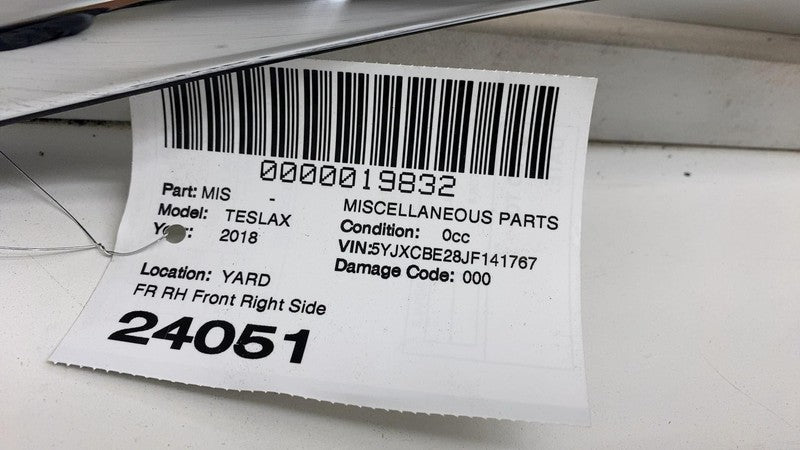 0000019832
Part: MIS - MISCELLANEOUS PARTS
Model: TESLAX Condition: 0cc
2018 VIN:5YJXCBE28JF141767
Location: YARD Damage Code: 000
FR RH Front Right Side
24051